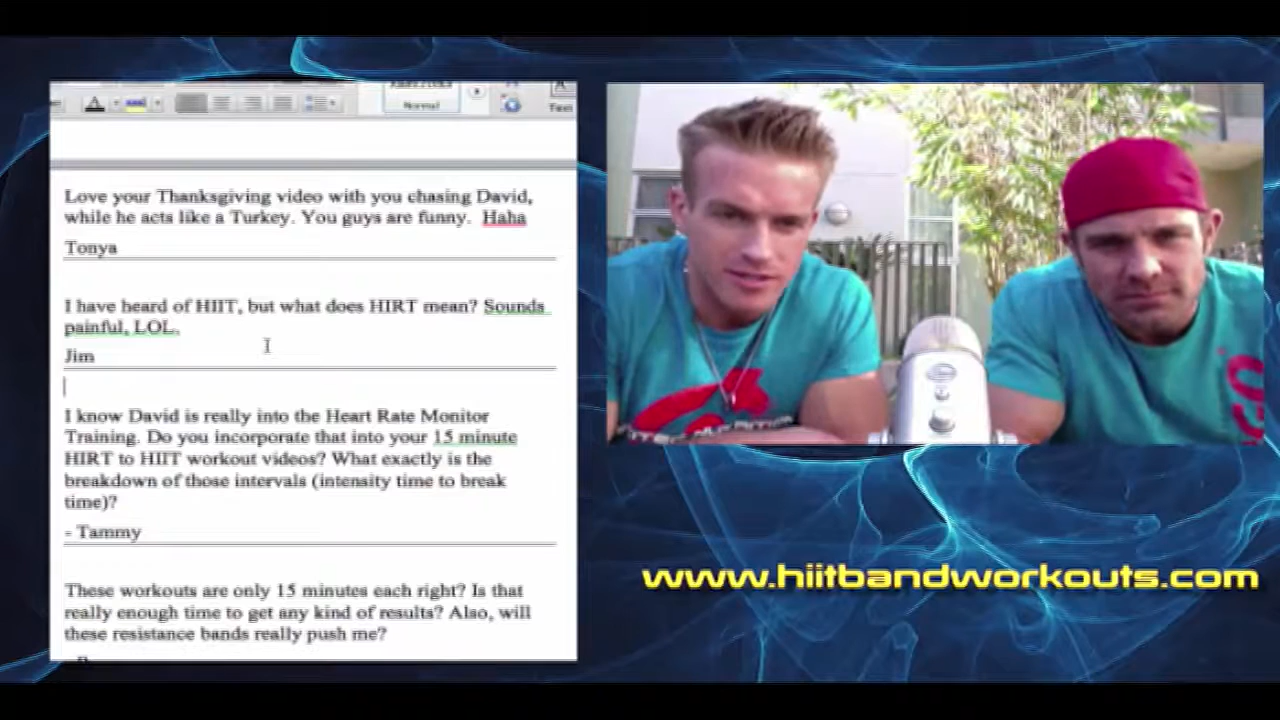 Normal
Text
Love your Thanksgiving video with you chasing David,
while he acts like a Turkey. You guys are funny. Haha
Tonya
I have heard of HIIT, but what does HIRT mean? Sounds
painful, LOL.
Jim
I know David is really into the Heart Rate Monitor
Training. Do you incorporate that into your 15 minute
HIRT to HIIT workout videos? What exactly is the
breakdown of those intervals (intensity time to break
time)?
- Tammy
These workouts are only 15 minutes each right? Is that
really enough time to get any kind of results? Also, will
these resistance bands really push me?
www.hiitbandworkouts.com